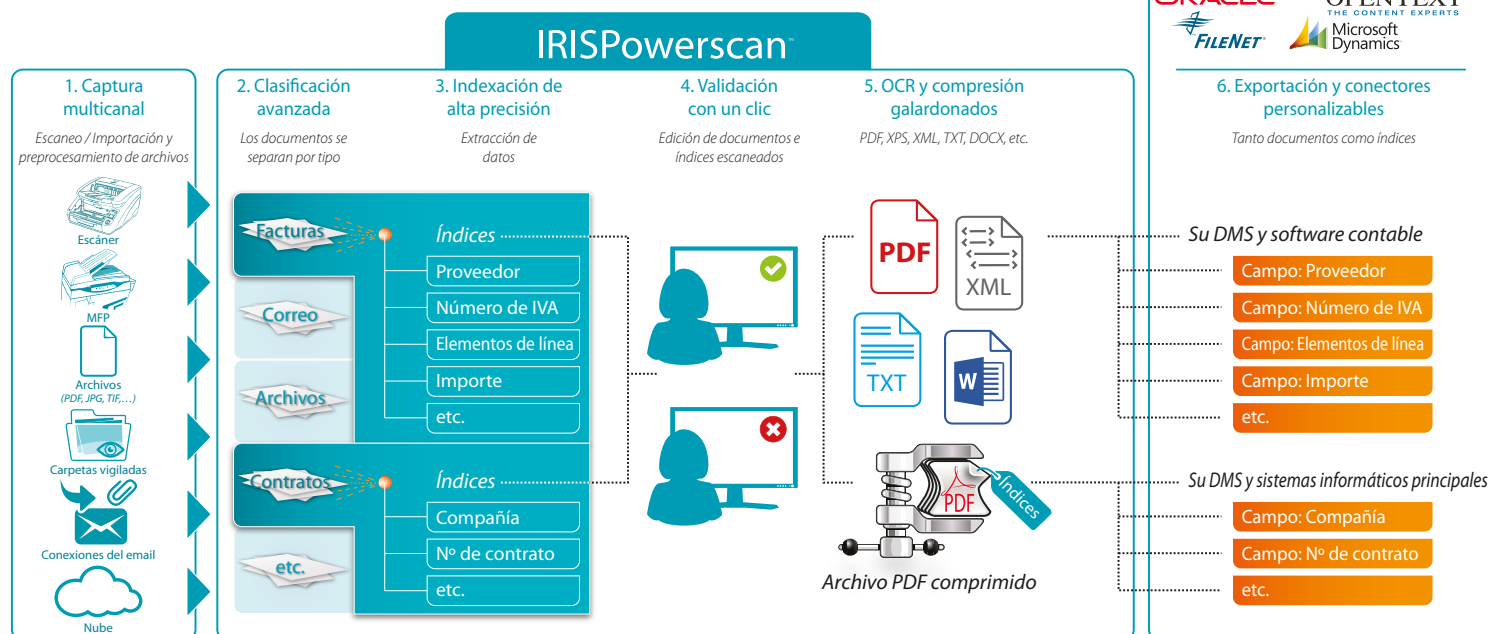 ORACLE
OPENTEXT
THE CONTENT EXPERTS
FILENET
Microsoft
Dynamics
IRISPowerscan™
1. Captura
multicanal
Escaneo / Importación y
preprocesamiento de archivos
Escáner
MFP
Archivos
(PDF, JPG, TIF,...)
Carpetas vigiladas
Conexiones del email
Nube
2. Clasificación
avanzada
Los documentos se
separan por tipo
Facturas
Correo
Archivos
Contratos
etc.
3. Indexación de
alta precisión
Extracción de
datos
Índices
Proveedor
Número de IVA
Elementos de línea
Importe
etc.
Índices
Compañía
Nº de contrato
etc.
4. Validación
con un clic
Edición de documentos e
índices escaneados
5. OCR y compresión
galardonados
PDF, XPS, XML, TXT, DOCX, etc.
PDF
XML
TXT
W
PDF
Índices
Archivo PDF comprimido
6. Exportación y conectores
personalizables
Tanto documentos como índices
Su DMS y software contable
Campo: Proveedor
Campo: Número de IVA
Campo: Elementos de línea
Campo: Importe
etc.
Su DMS y sistemas informáticos principales
Campo: Compañía
Campo: Nº de contrato
etc.